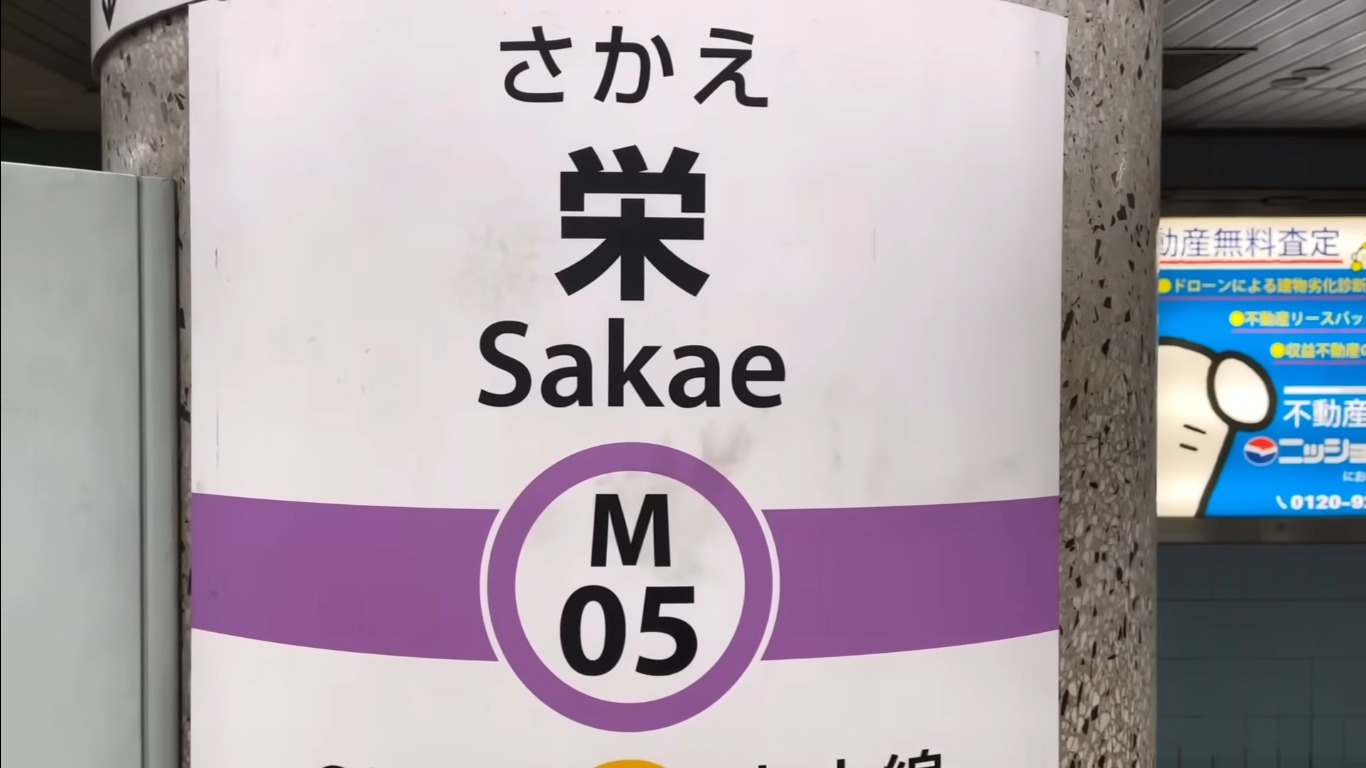 さかえ
栄
Sakae
M
05
動産無料査定
●ドローンによる建物劣化診断
●不動産リースバッ
●収益不動産の
不動産
ニッショ
にお
0120-9